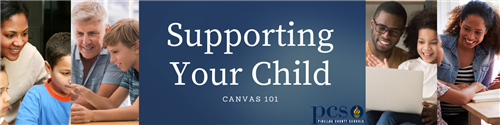 Supporting
Your Child
CANVAS 101
pcs
PINELLAS COUNTY SCHOOLS